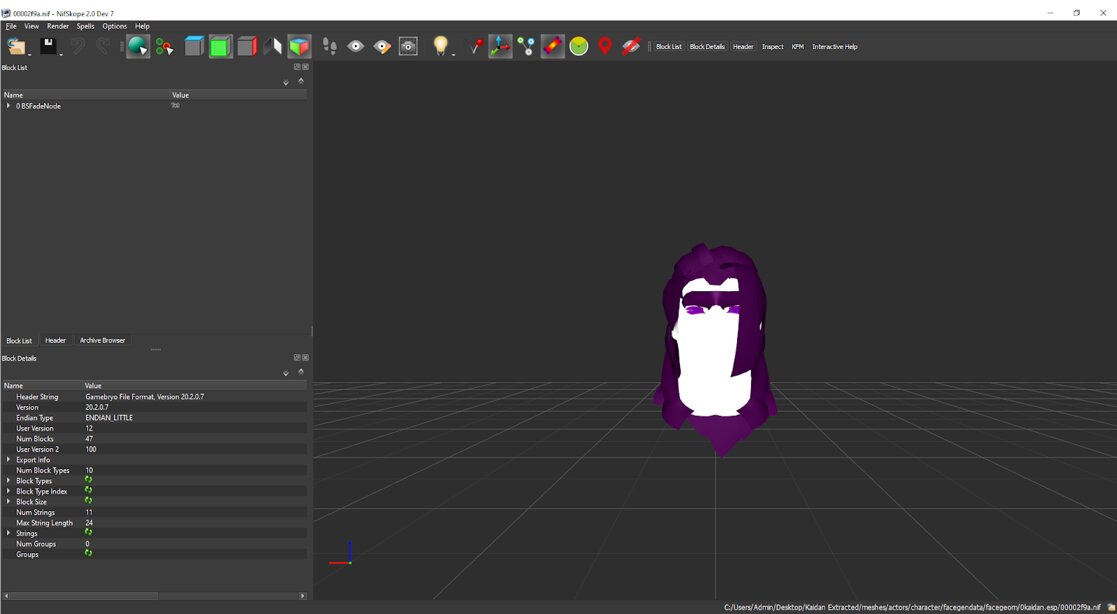 00002f9a.nif - NifSkope 2.0 Dev 7
File View Render Spells Options Help
Block List Block Details Header Inspect KFM Interactive Help
Block List
Name Value
0 BSFadeNode
Block List Header Archive Browser
Block Details
Name Value
Header String Gamebryo File Format, Version 20.2.0.7
Version 20.2.0.7
Endian Type ENDIAN_LITTLE
User Version 12
Num Blocks 47
User Version 2 100
Export Info
Num Block Types 10
Block Types
Block Type Index
Block Size
Num Strings 11
Max String Length 24
Strings
Num Groups 0
Groups
C:/Users/Admin/Desktop/Kaidan Extracted/meshes/actors/character/facegendata/facegeom/0kaidan.esp/00002f9a.nif